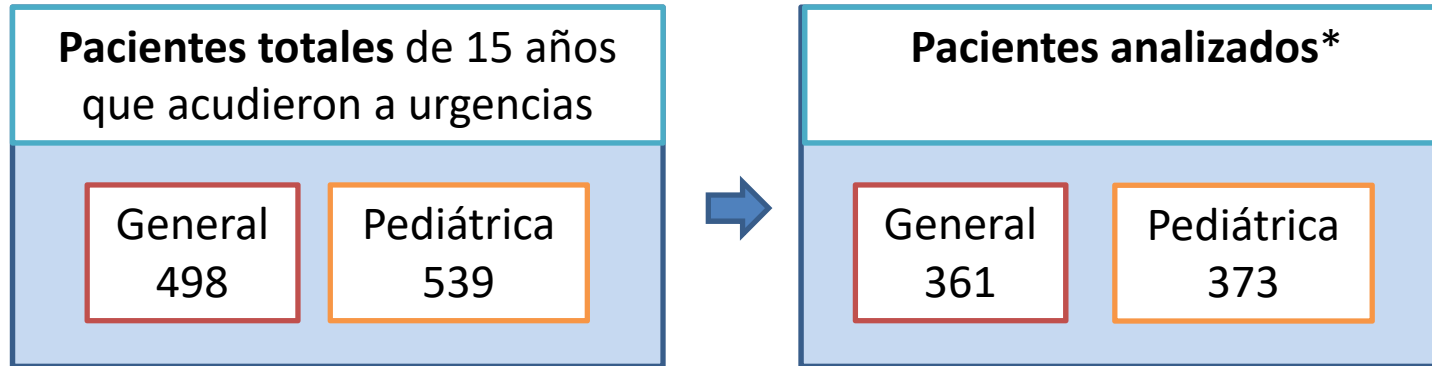 Pacientes totales de 15 años
que acudieron a urgencias
General
498
Pediátrica
539
Pacientes analizados*
General
361
Pediátrica
373